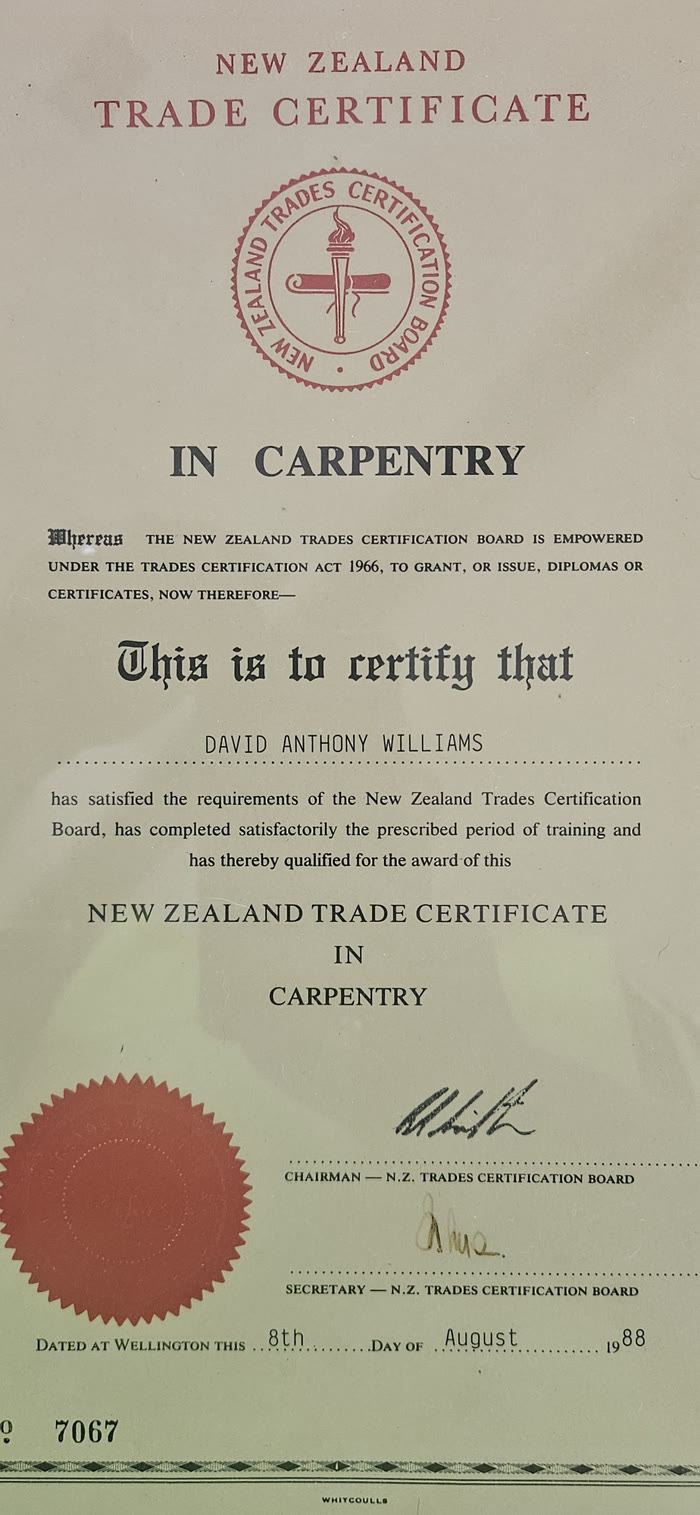 NEW ZEALAND
TRADE CERTIFICATE
NEW ZEALAND TRADES CERTIFICATION BOARD •
IN CARPENTRY
Whereas THE NEW ZEALAND TRADES CERTIFICATION BOARD IS EMPOWERED
UNDER THE TRADES CERTIFICATION ACT 1966, TO GRANT, OR ISSUE, DIPLOMAS OR
CERTIFICATES, NOW THEREFORE—
This is to certify that
DAVID ANTHONY WILLIAMS
has satisfied the requirements of the New Zealand Trades Certification
Board, has completed satisfactorily the prescribed period of training and
has thereby qualified for the award of this
NEW ZEALAND TRADE CERTIFICATE
IN
CARPENTRY
CHAIRMAN — N.Z. TRADES CERTIFICATION BOARD
SECRETARY — N.Z. TRADES CERTIFICATION BOARD
DATED AT WELLINGTON THIS 8th DAY OF August 1988
o 7067
WHITCOULLS